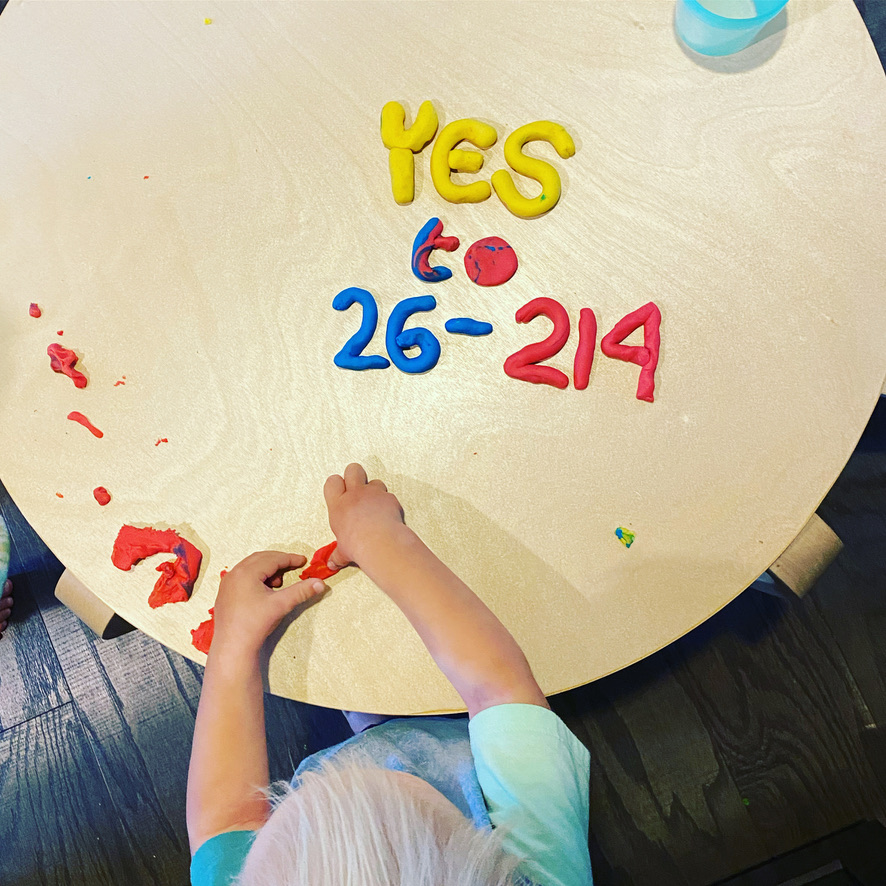 YES
to
26-214